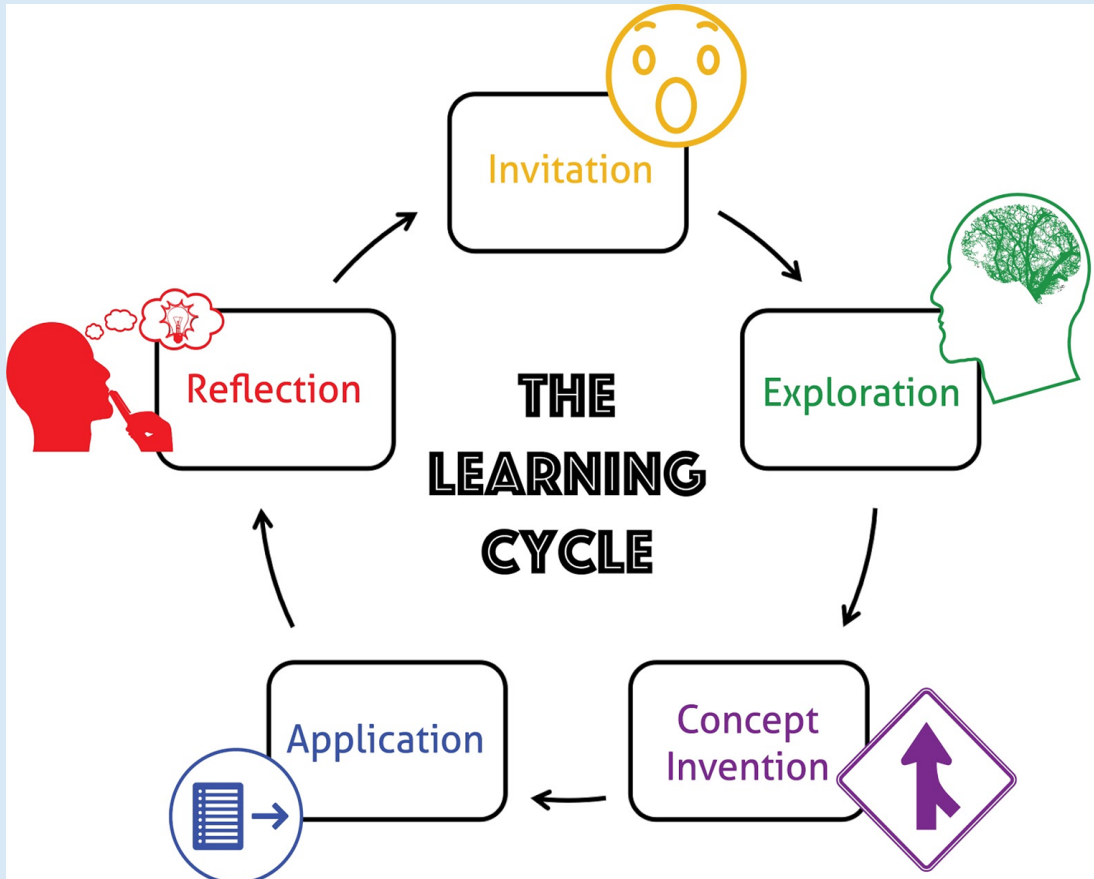 Invitation
Exploration
Concept
Invention
Application
Reflection
THE
LEARNING
CYCLE